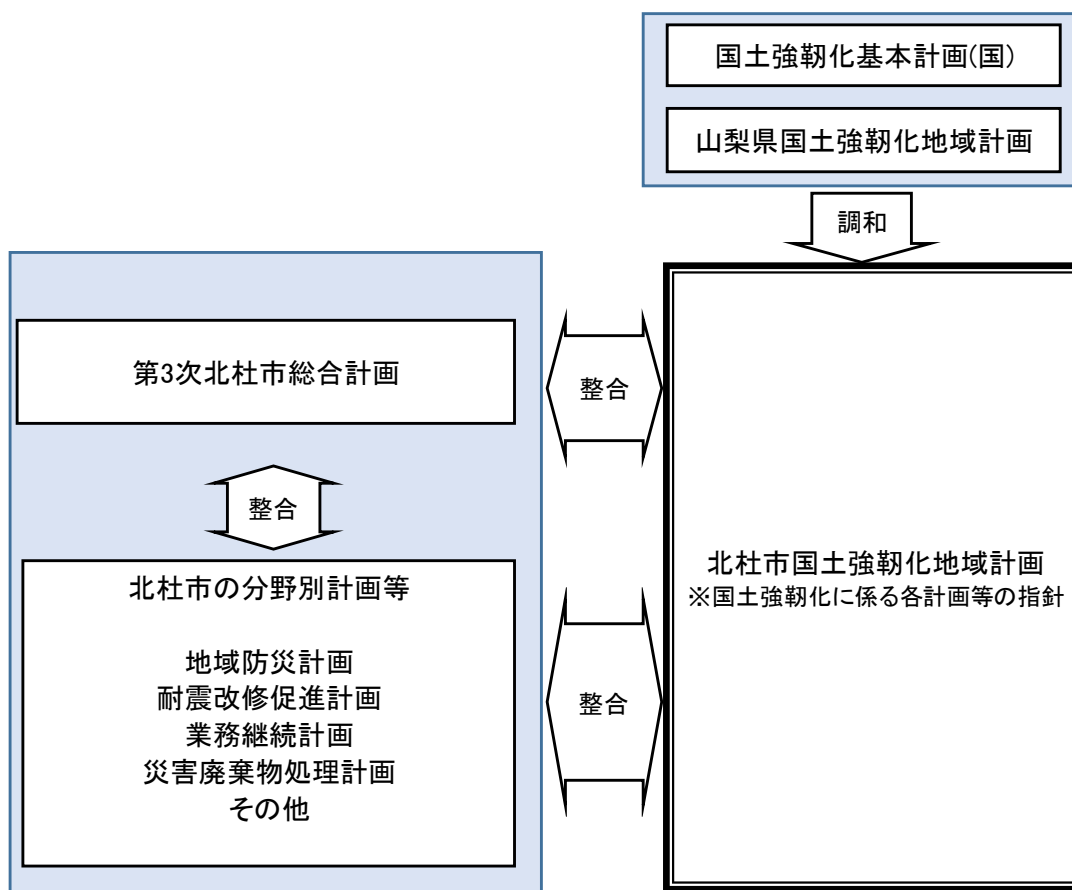 国土強靭化基本計画(国)
山梨県国土強靭化地域計画
調和
第3次北杜市総合計画
整合
整合
北杜市の分野別計画等
地域防災計画
耐震改修促進計画
業務継続計画
災害廃棄物処理計画
その他
整合
北杜市国土強靭化地域計画
※国土強靭化に係る各計画等の指針